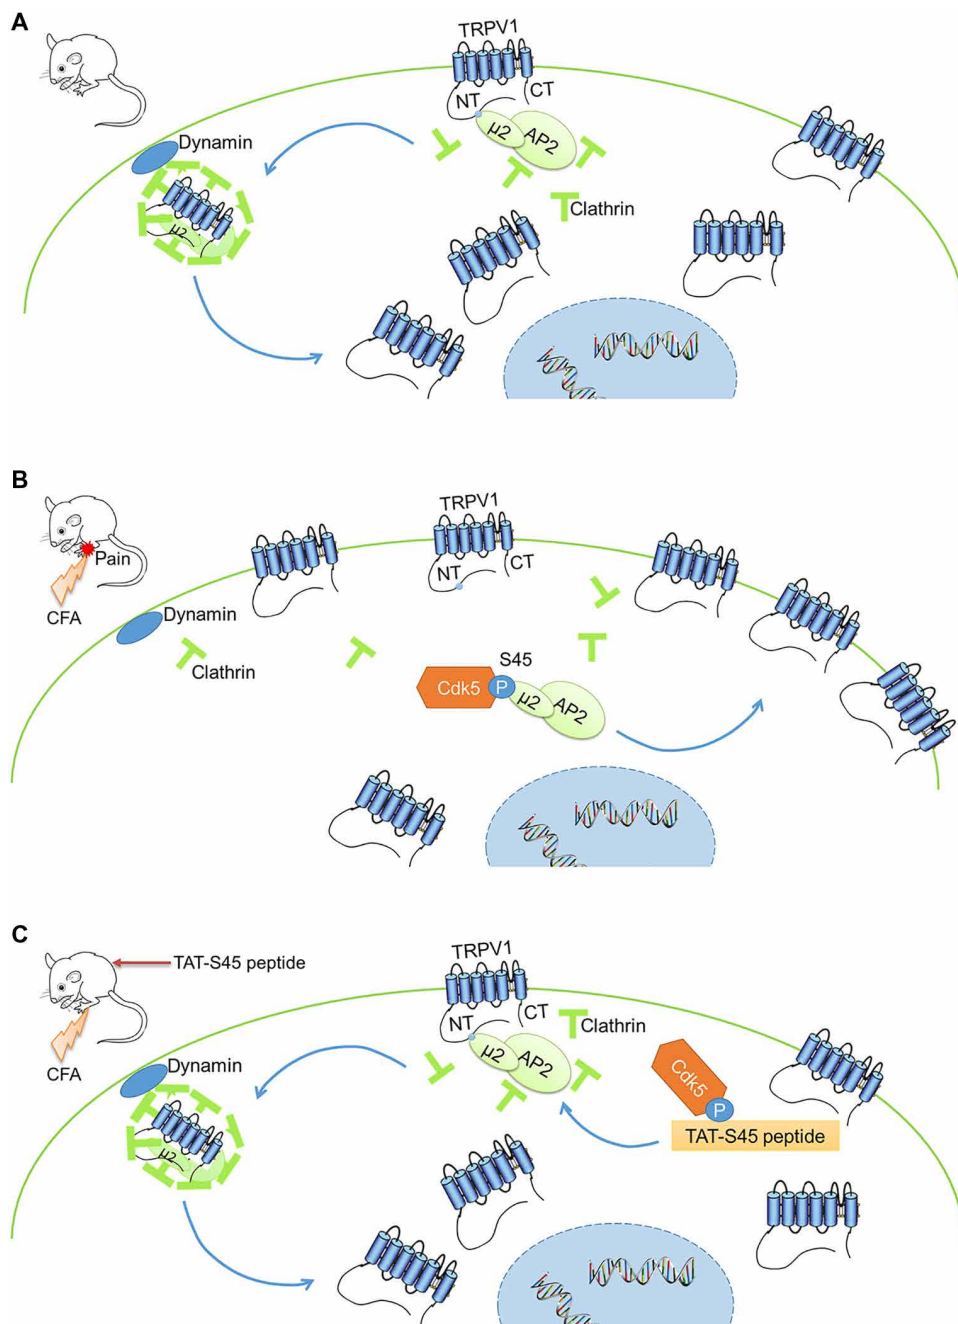 A
TRPV1
NT
CT
μ2
AP2
Dynamin
μ2
Clathrin
B
TRPV1
Pain
NT
CT
CFA
Dynamin
Clathrin
S45
Cdk5
P
μ2
AP2
C
TAT-S45 peptide
TRPV1
NT
CT
Clathrin
μ2
AP2
CFA
Dynamin
Cdk5
P
TAT-S45 peptide
μ2